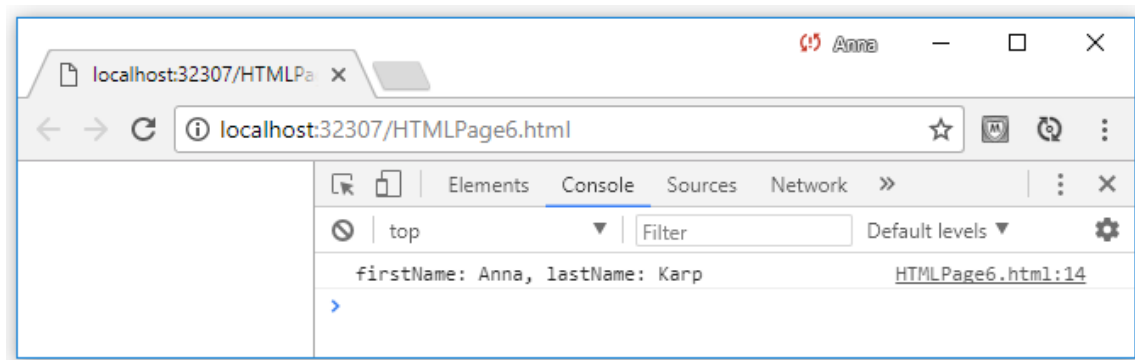 Anna
localhost:32307/HTMLPa
localhost:32307/HTMLPage6.html
Elements Console Sources Network »
top Filter Default levels
firstName: Anna, lastName: Karp HTMLPage6.html:14
>